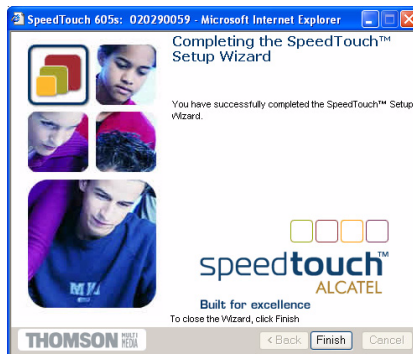 SpeedTouch 605s: 020290059 - Microsoft Internet Explorer
Completing the SpeedTouch™
Setup Wizard
You have successfully completed the SpeedTouch™ Setup
Wizard.
speedtouch™
ALCATEL
Built for excellence
To close the Wizard, click Finish
THOMSON MULTI MEDIA
< Back Finish Cancel